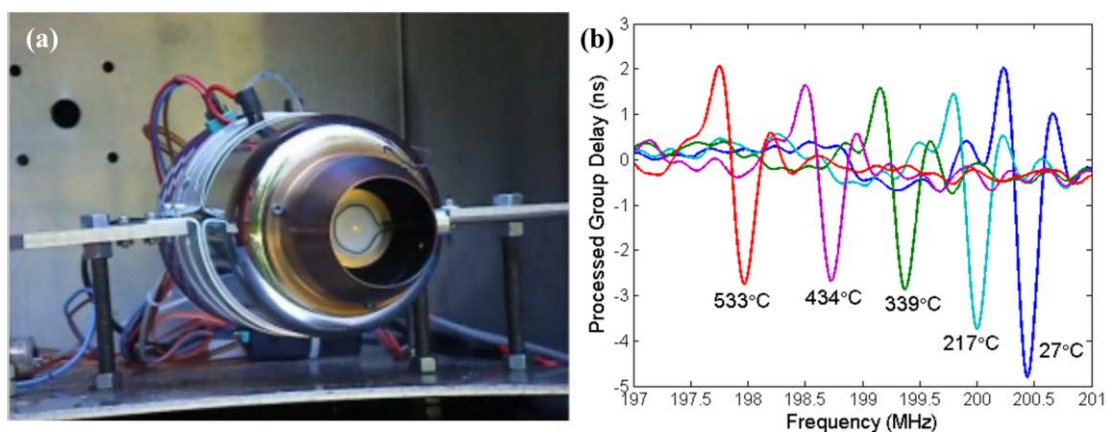 (a)
(b)
Processed Group Delay (ns)
3
2
1
0
-1
-2
-3
-4
-5
533°C
434°C
339°C
217°C
27°C
197
197.5
198
198.5
199
199.5
200
200.5
201
Frequency (MHz)